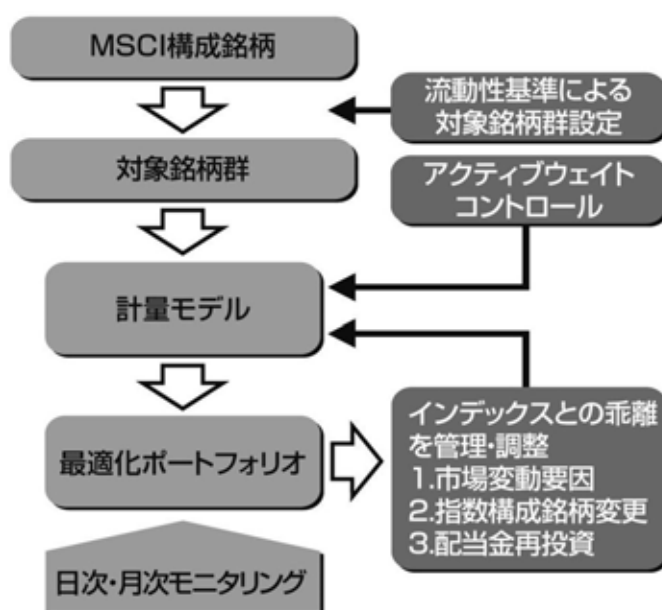 MSCI構成銘柄
流動性基準による
対象銘柄群設定
対象銘柄群
アクティブウェイト
コントロール
計量モデル
最適化ポートフォリオ
インデックスとの乖離
を管理・調整
1.市場変動要因
2.指数構成銘柄変更
3.配当金再投資
日次・月次モニタリング